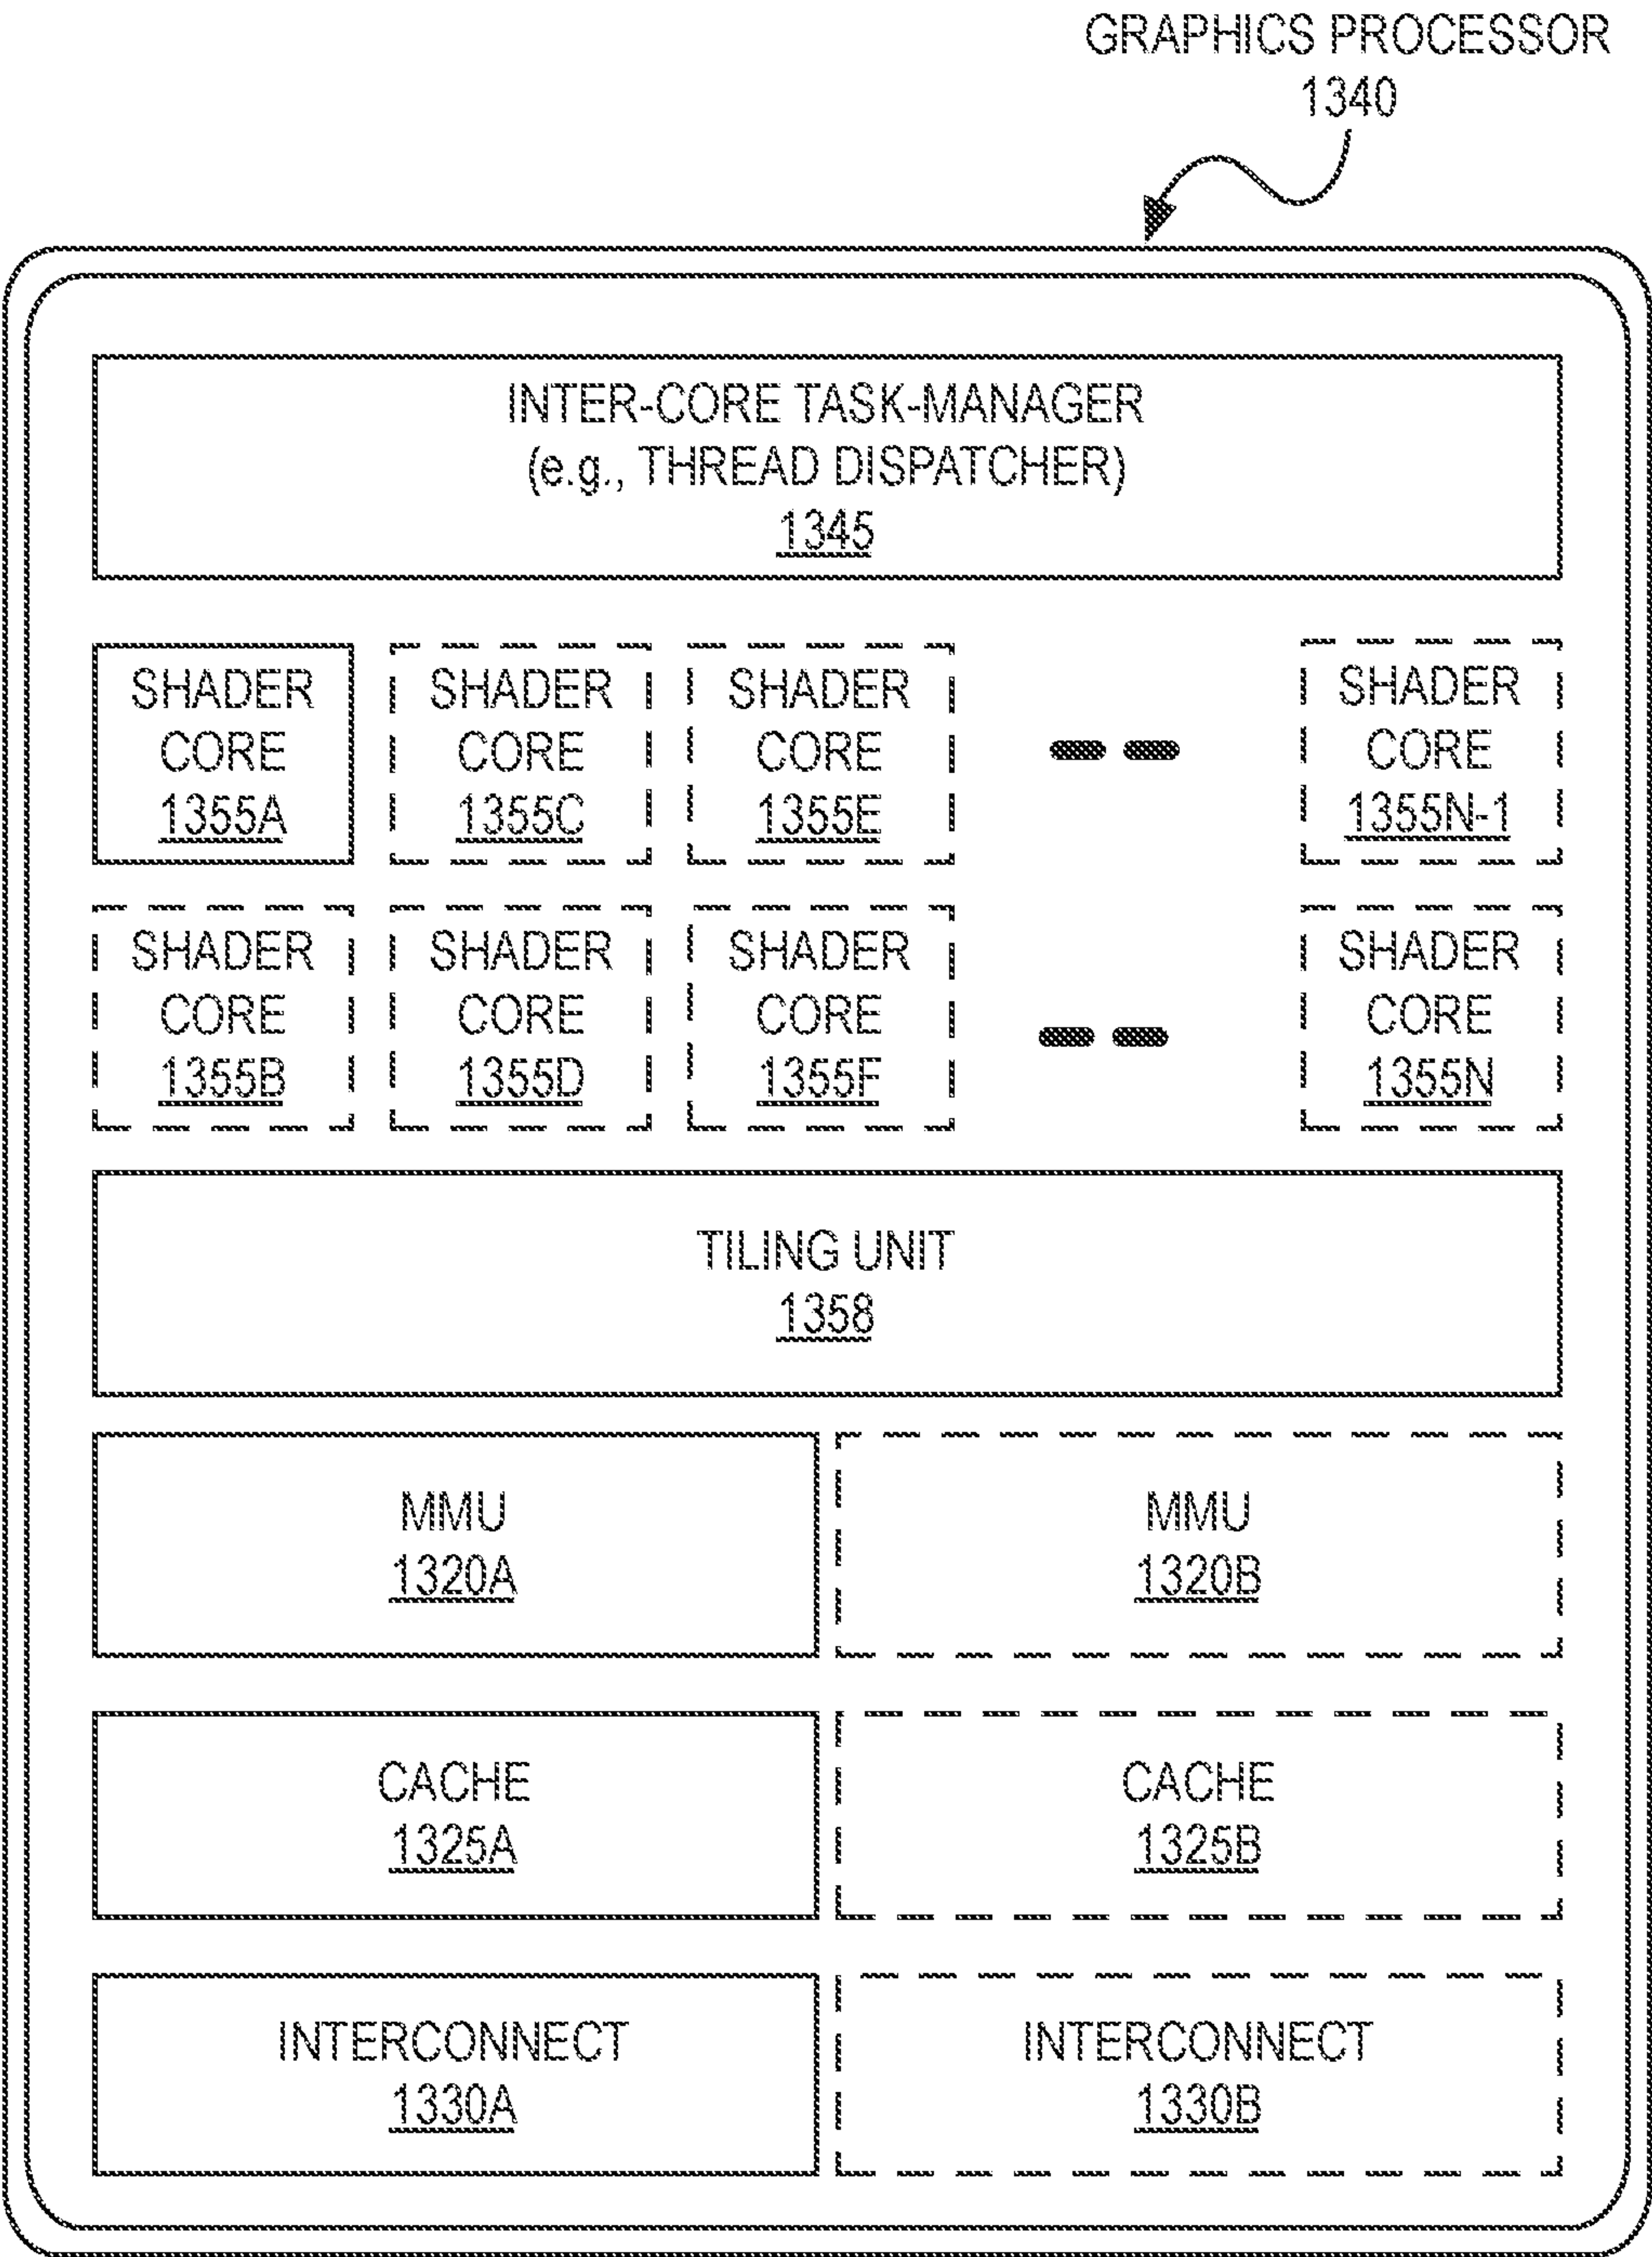 GRAPHICS PROCESSOR
1340
INTER-CORE TASK-MANAGER
(e.g., THREAD DISPATCHER)
1345
SHADER
CORE
1355A
SHADER
CORE
1355C
SHADER
CORE
1355E
SHADER
CORE
1355N-1
SHADER
CORE
1355B
SHADER
CORE
1355D
SHADER
CORE
1355F
SHADER
CORE
1355N
TILING UNIT
1358
MMU
1320A
MMU
1320B
CACHE
1325A
CACHE
1325B
INTERCONNECT
1330A
INTERCONNECT
1330B